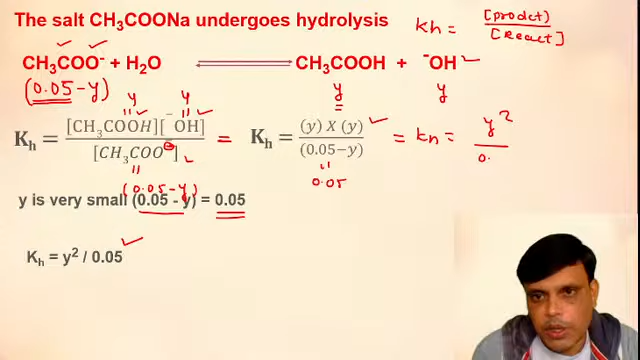 The salt CH₃COONa undergoes hydrolysis
kh = [prodct] / [React]
CH₃COO⁻ + H₂O ⇌ CH₃COOH + ⁻OH
(0.05-y) y y
y y
Kₕ = [CH₃COOH][⁻OH] / [CH₃COO⁻] = Kₕ = (y) X (y) / (0.05−y) = kh = y² / 0.
(0.05-y) 0.05
y is very small (0.05 - y) = 0.05
Kₕ = y² / 0.05